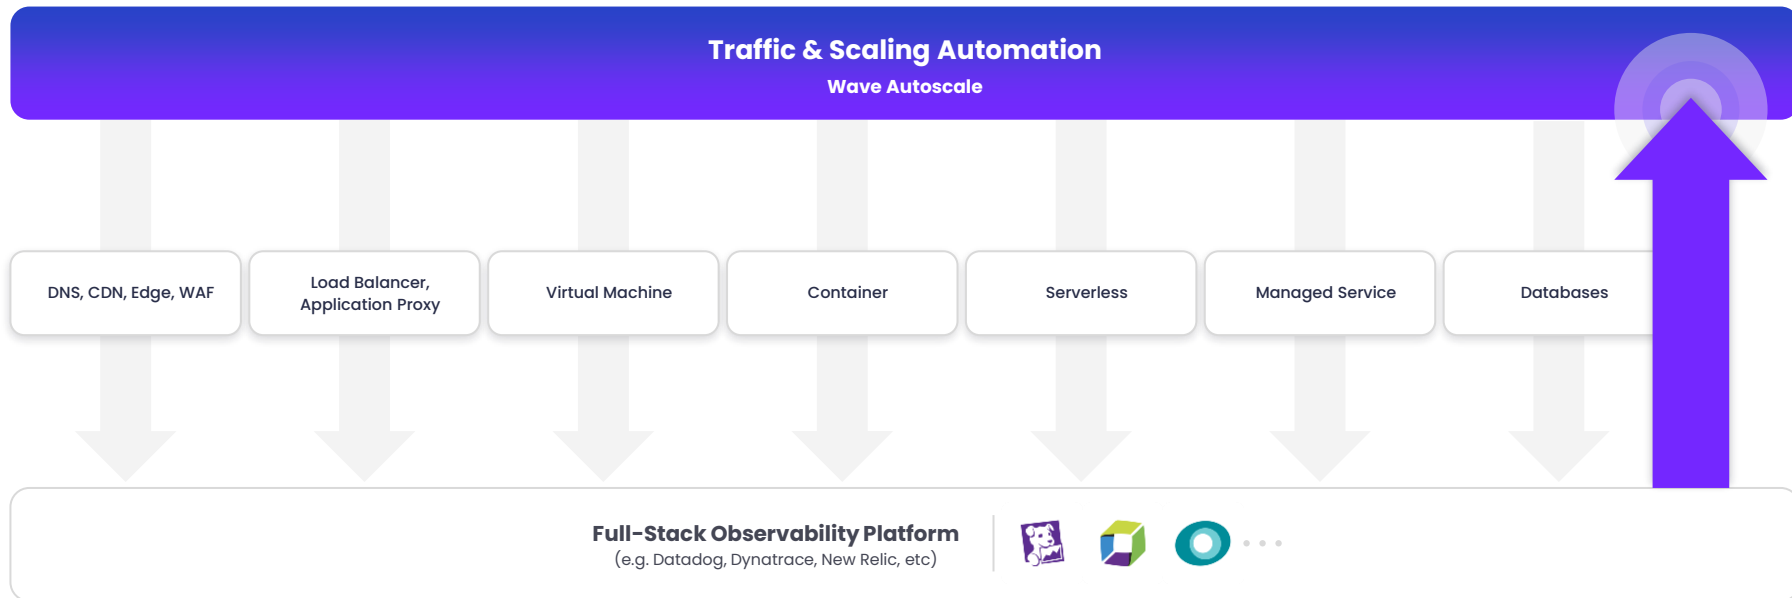 Traffic & Scaling Automation
Wave Autoscale
DNS, CDN, Edge, WAF
Load Balancer,
Application Proxy
Virtual Machine
Container
Serverless
Managed Service
Databases
Full-Stack Observability Platform
(e.g. Datadog, Dynatrace, New Relic, etc)